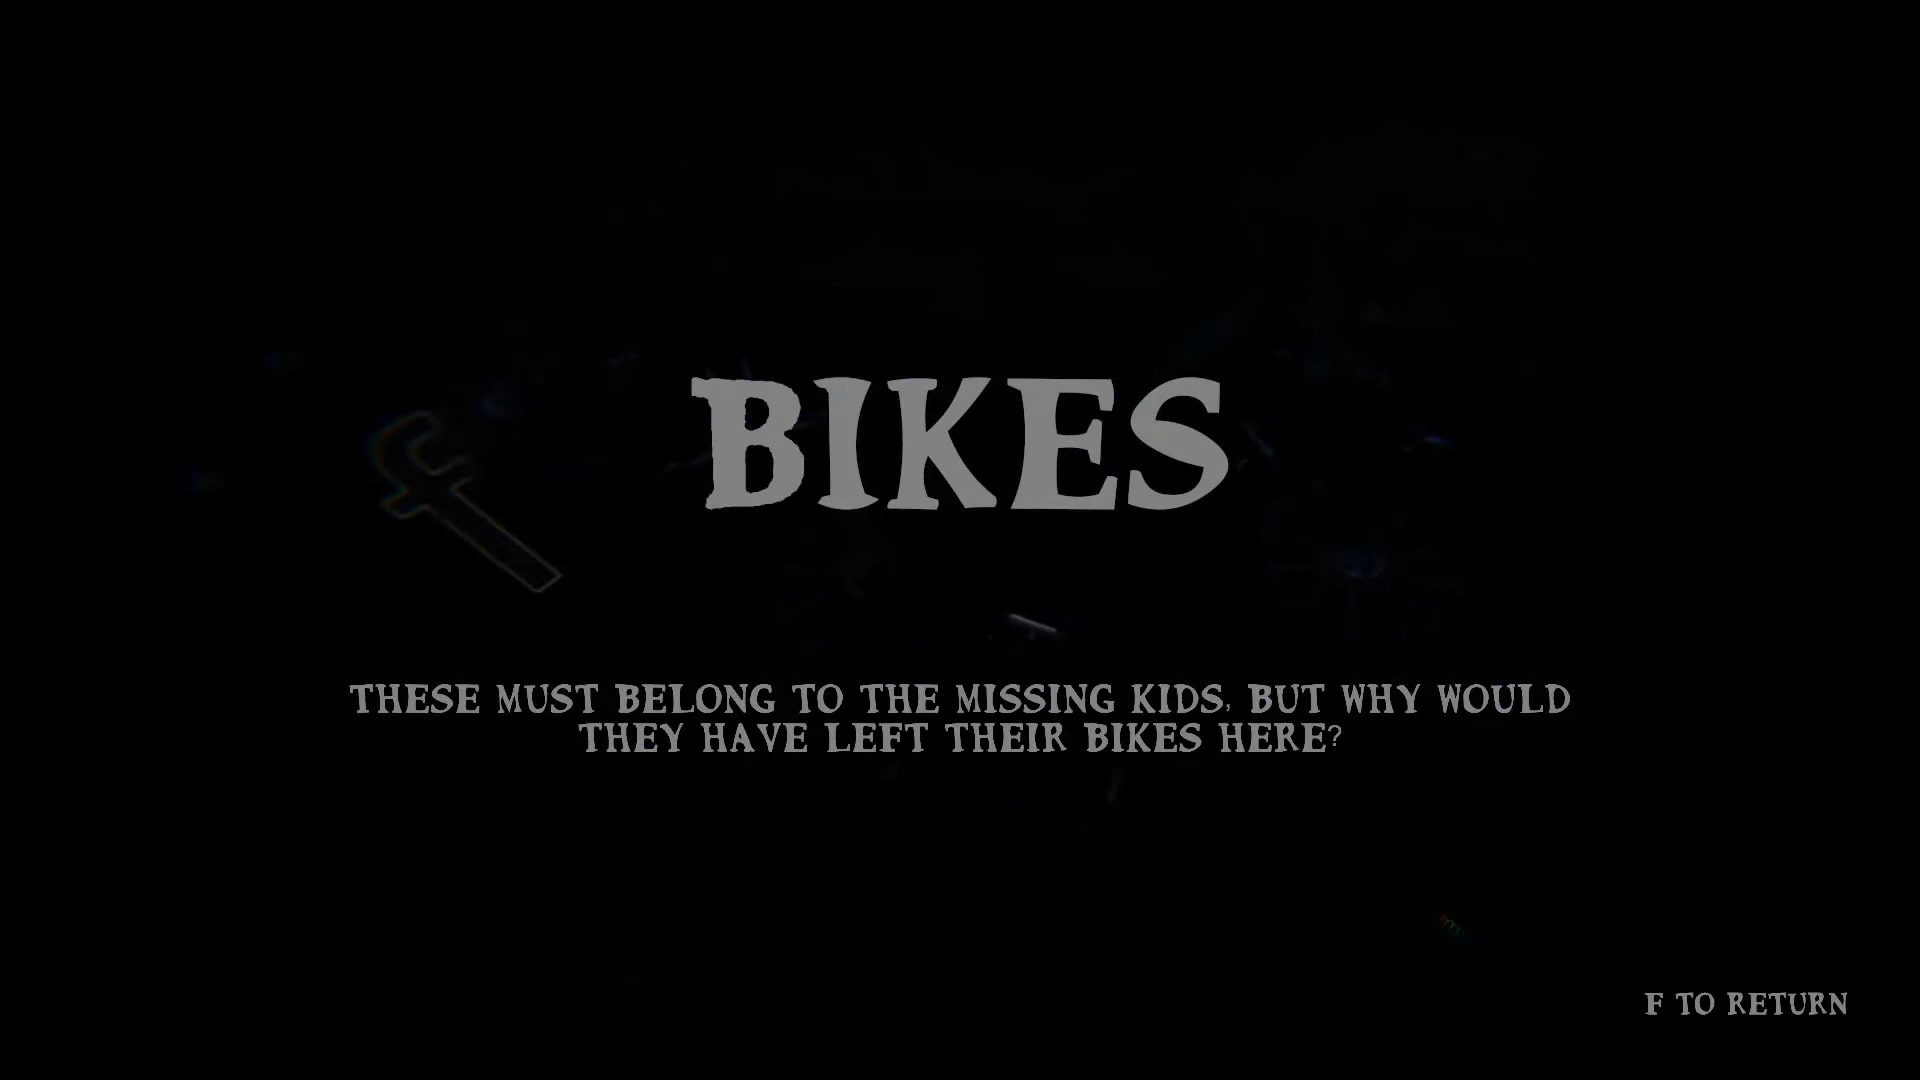 BIKES
THESE MUST BELONG TO THE MISSING KIDS, BUT WHY WOULD
THEY HAVE LEFT THEIR BIKES HERE?
F TO RETURN